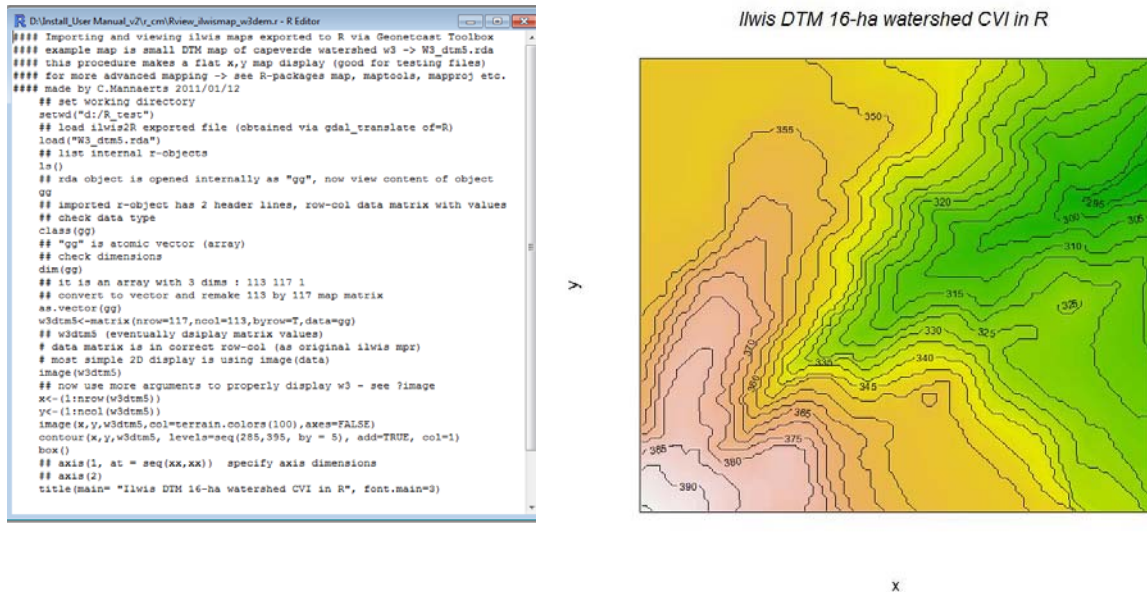 D:\Install_User Manual_v2\r_cm\Rview_ilwismap_w3dem.r - R Editor
#### Importing and viewing ilwis maps exported to R via Geonetcast Toolbox
#### example map is small DTM map of capeverde watershed w3 -> W3_dtm5.rda
#### this procedure makes a flat x,y map display (good for testing files)
#### for more advanced mapping -> see R-packages map, maptools, mapproj etc.
#### made by C.Mannaerts 2011/01/12
## set working directory
setwd("d:/R_test")
## load ilwis2R exported file (obtained via gdal_translate of=R)
load("W3_dtm5.rda")
## list internal r-objects
ls()
## rda object is opened internally as "gg", now view content of object
gg
## imported r-object has 2 header lines, row-col data matrix with values
## check data type
class(gg)
## "gg" is atomic vector (array)
## check dimensions
dim(gg)
## it is an array with 3 dims : 113 117 1
## convert to vector and remake 113 by 117 map matrix
as.vector(gg)
w3dtm5<-matrix(nrow=117,ncol=113,byrow=T,data=gg)
## w3dtm5 (eventually dsiplay matrix values)
# data matrix is in correct row-col (as original ilwis mpr)
# most simple 2D display is using image(data)
image(w3dtm5)
## now use more arguments to properly display w3 - see ?image
x<-(1:nrow(w3dtm5))
y<-(1:ncol(w3dtm5))
image(x,y,w3dtm5,col=terrain.colors(100),axes=FALSE)
contour(x,y,w3dtm5, levels=seq(285,395, by = 5), add=TRUE, col=1)
box()
## axis(1, at = seq(xx,xx)) specify axis dimensions
## axis(2)
title(main= "Ilwis DTM 16-ha watershed CVI in R", font.main=3)
Ilwis DTM 16-ha watershed CVI in R
350
355
320
295
300
305
310
315
325
330
325
340
330
345
370
360
365
375
380
385
390
y
x